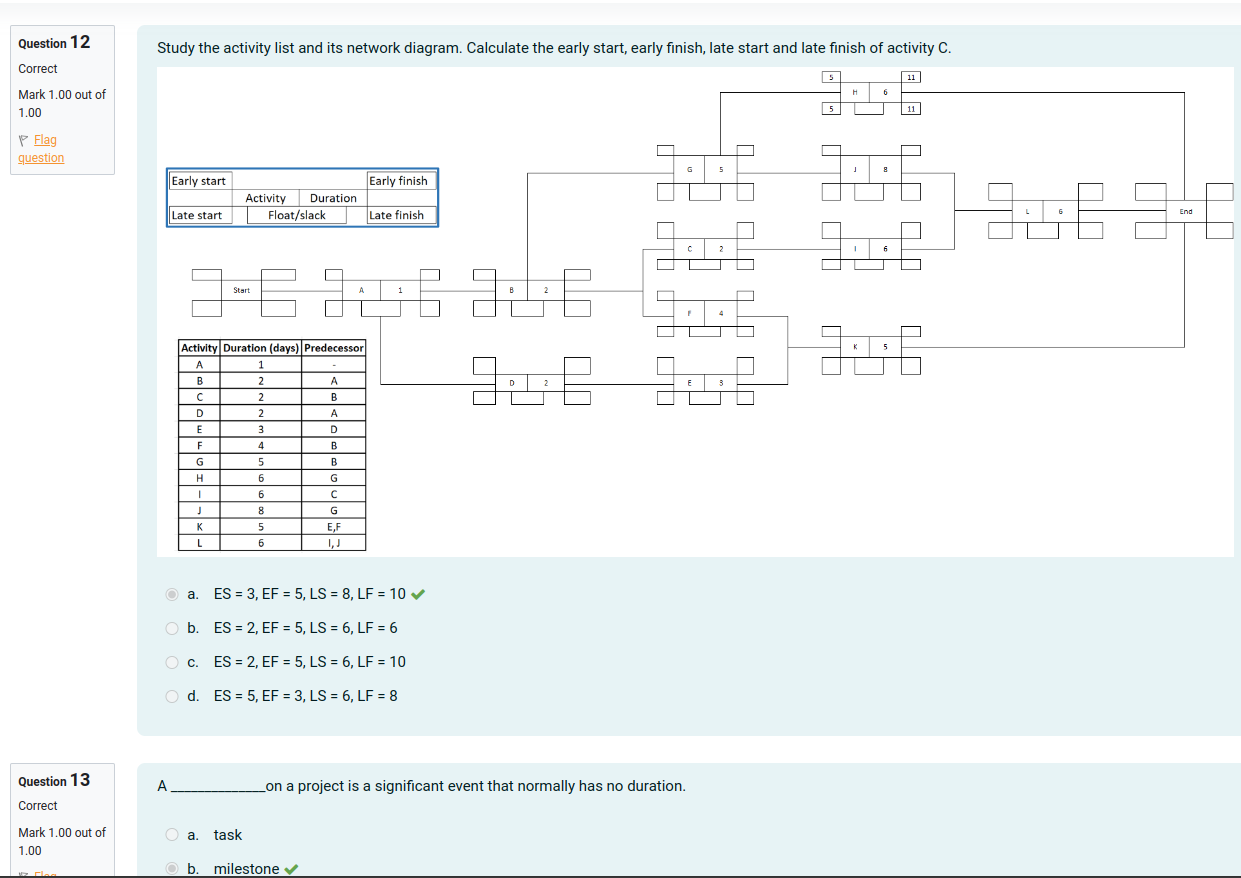 Question 12
Correct
Mark 1.00 out of
1.00
Flag
question
Study the activity list and its network diagram. Calculate the early start, early finish, late start and late finish of activity C.
5 11
H 6
5 11
G 5
J 8
Early start Early finish
Activity Duration
Late start Float/slack Late finish
L 6
End
C 2
I 6
Start
A 1
B 2
F 4
K 5
D 2
E 3
Activity Duration (days) Predecessor
A 1 -
B 2 A
C 2 B
D 2 A
E 3 D
F 4 B
G 5 B
H 6 G
I 6 C
J 8 G
K 5 E,F
L 6 I, J
a. ES = 3, EF = 5, LS = 8, LF = 10
b. ES = 2, EF = 5, LS = 6, LF = 6
c. ES = 2, EF = 5, LS = 6, LF = 10
d. ES = 5, EF = 3, LS = 6, LF = 8
Question 13
Correct
Mark 1.00 out of
1.00
Flag
A _____________on a project is a significant event that normally has no duration.
a. task
b. milestone